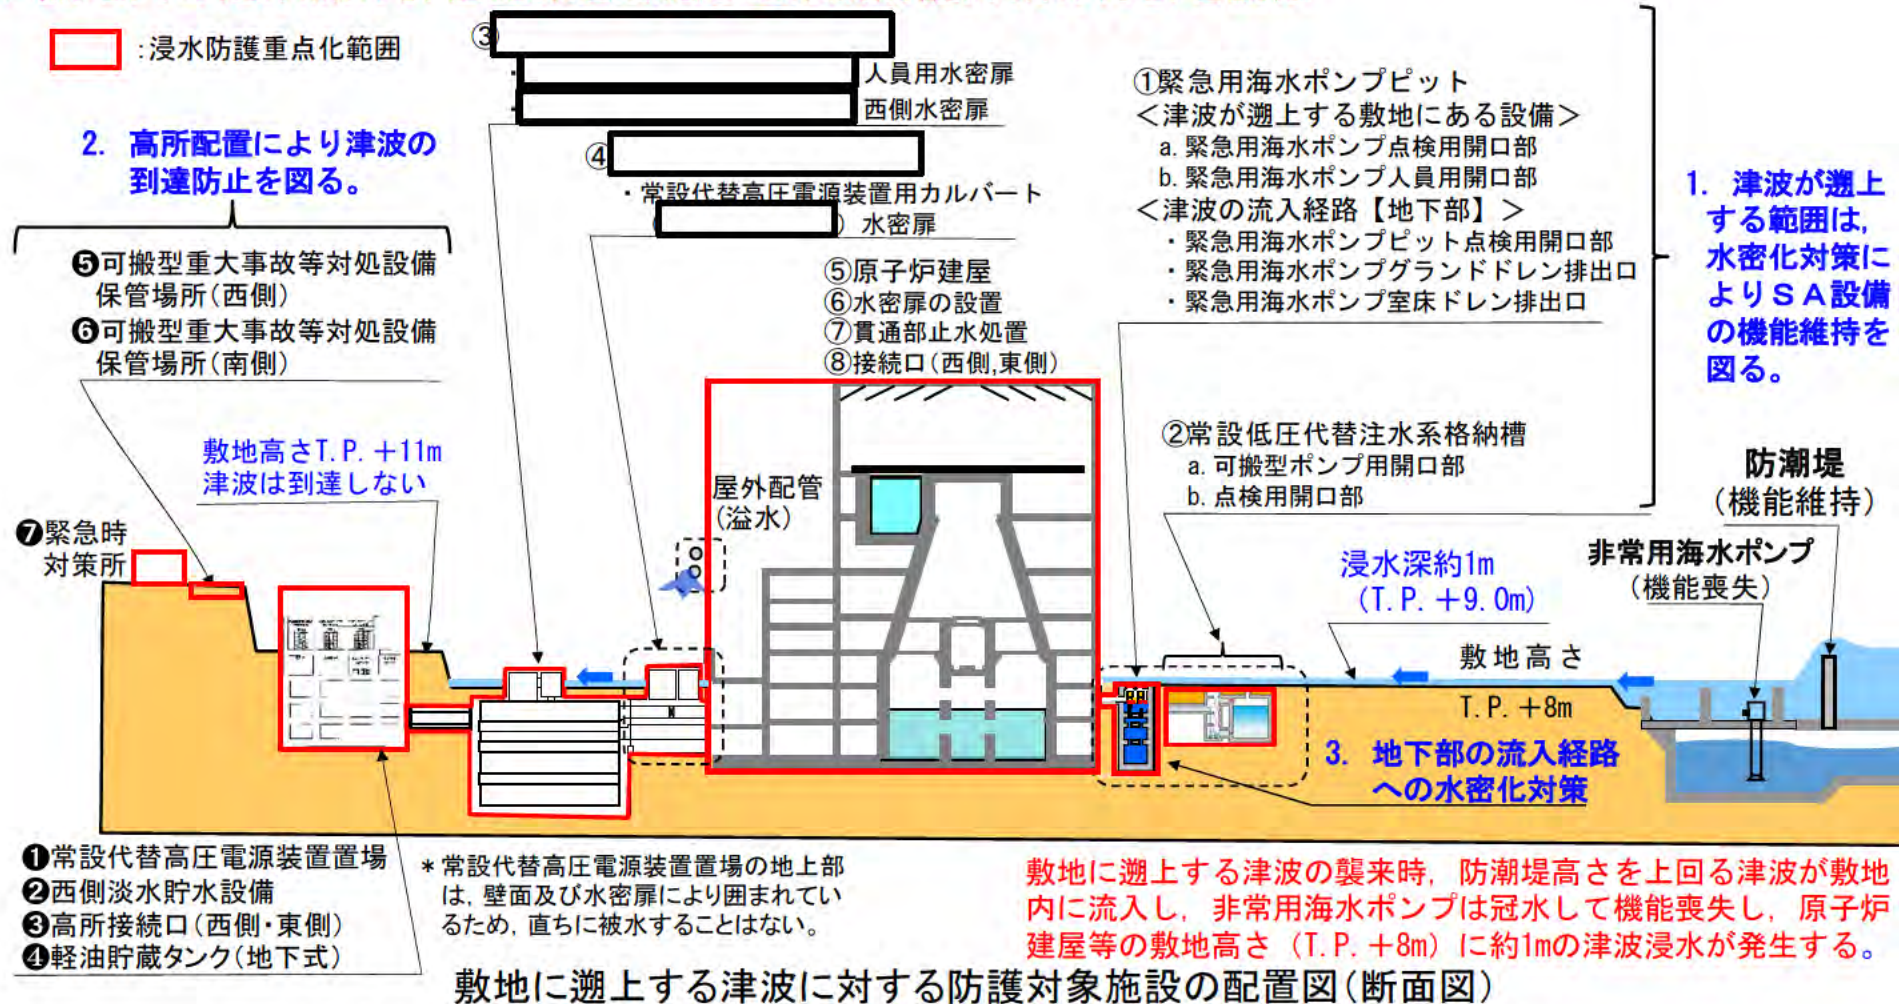 ：浸水防護重点化範囲
③
・
人員用水密扉
・
西側水密扉
④
・常設代替高圧電源装置用カルバート
（
）水密扉
2. 高所配置により津波の
到達防止を図る。
❺可搬型重大事故等対処設備
保管場所(西側)
❻可搬型重大事故等対処設備
保管場所(南側)
敷地高さT.P.＋11m
津波は到達しない
❼緊急時
対策所
⑤原子炉建屋
⑥水密扉の設置
⑦貫通部止水処置
⑧接続口(西側,東側)
屋外配管
(溢水)
①緊急用海水ポンプピット
＜津波が遡上する敷地にある設備＞
a. 緊急用海水ポンプ点検用開口部
b. 緊急用海水ポンプ人員用開口部
＜津波の流入経路【地下部】＞
・緊急用海水ポンプピット点検用開口部
・緊急用海水ポンプグランドドレン排出口
・緊急用海水ポンプ室床ドレン排出口
1. 津波が遡上
する範囲は,
水密化対策に
よりＳＡ設備
の機能維持を
図る。
②常設低圧代替注水系格納槽
a. 可搬型ポンプ用開口部
b. 点検用開口部
防潮堤
(機能維持)
非常用海水ポンプ
(機能喪失)
浸水深約1m
(T.P.＋9.0m)
敷地高さ
T.P.＋8m
3. 地下部の流入経路
への水密化対策
❶常設代替高圧電源装置置場
❷西側淡水貯水設備
❸高所接続口(西側・東側)
❹軽油貯蔵タンク(地下式)
＊常設代替高圧電源装置置場の地上部
は, 壁面及び水密扉により囲まれてい
るため, 直ちに被水することはない。
敷地に遡上する津波の襲来時, 防潮堤高さを上回る津波が敷地
内に流入し, 非常用海水ポンプは冠水して機能喪失し, 原子炉
建屋等の敷地高さ（T.P.＋8m）に約1mの津波浸水が発生する。
敷地に遡上する津波に対する防護対象施設の配置図(断面図)